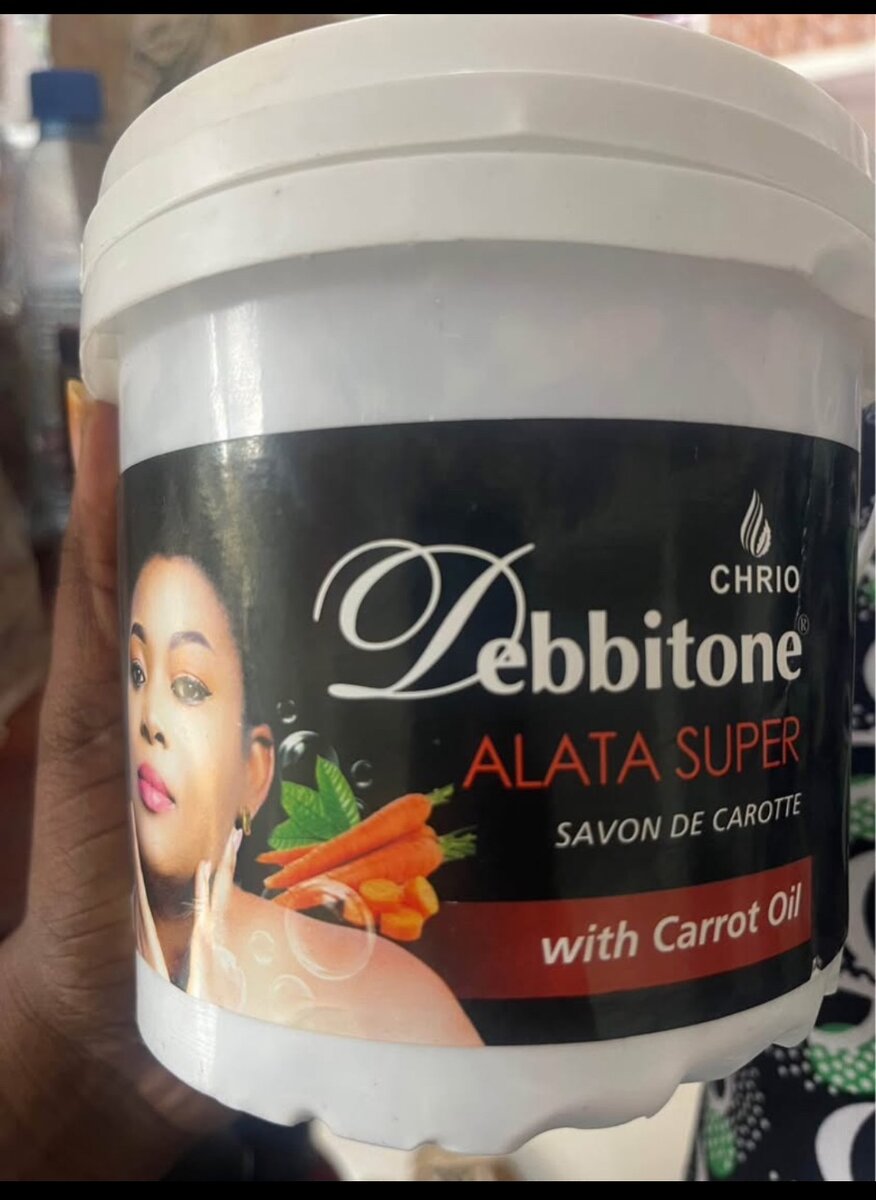 CHRIO
Debbitone®
ALATA SUPER
SAVON DE CAROTTE
with Carrot Oil